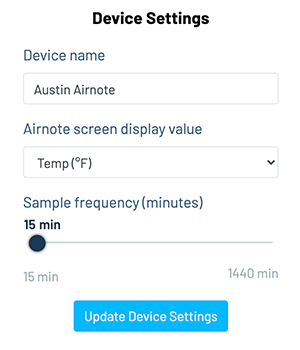 Device Settings
Device name
Austin Airnote
Airnote screen display value
Temp (°F)
Sample frequency (minutes)
15 min
15 min 1440 min
Update Device Settings